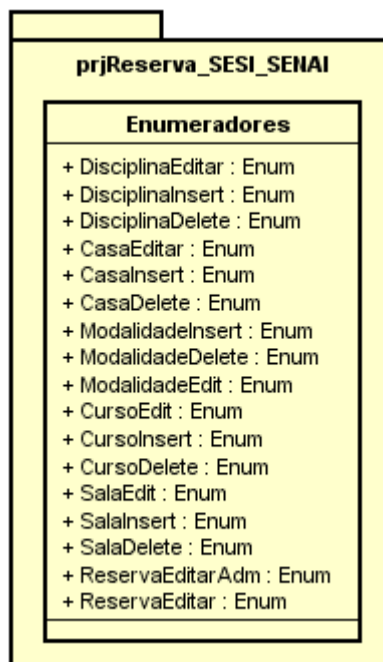 prjReserva_SESI_SENAI
Enumeradores
+ DisciplinaEditar : Enum
+ DisciplinaInsert : Enum
+ DisciplinaDelete : Enum
+ CasaEditar : Enum
+ CasaInsert : Enum
+ CasaDelete : Enum
+ ModalidadeInsert : Enum
+ ModalidadeDelete : Enum
+ ModalidadeEdit : Enum
+ CursoEdit : Enum
+ CursoInsert : Enum
+ CursoDelete : Enum
+ SalaEdit : Enum
+ SalaInsert : Enum
+ SalaDelete : Enum
+ ReservaEditarAdm : Enum
+ ReservaEditar : Enum